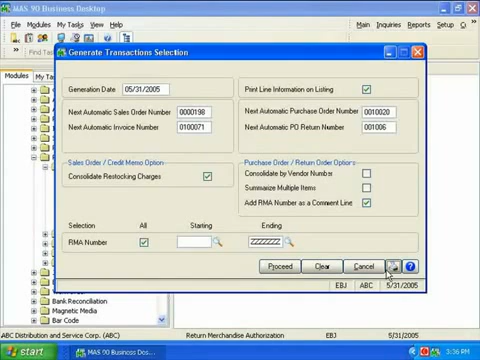 MAS 90 Business Desktop
File Modules Tasks View Help
Main Inquiries Reports Setup
Find Task
Generate Transactions Selection
Modules My Ta
Generation Date 05/31/2005
Print Line Information on Listing
Next Automatic Sales Order Number 0000198
Next Automatic Purchase Order Number 0010020
Next Automatic Invoice Number 0100071
Next Automatic PO Return Number 001006
Sales Order / Credit Memo Option
Purchase Order / Return Order Options
Consolidate Restocking Charges
Consolidate by Vendor Number
Summarize Multiple Items
Add RMA Number as a Comment Line
Selection All Starting Ending
RMA Number ZZZZZZZ
Proceed Clear Cancel
EBJ ABC 5/31/2005
Bank Reconciliation
Magnetic Media
Bar Code
ABC Distribution and Service Corp. (ABC) Return Merchandise Authorization EBJ 5/31/2005
start MAS 90 Business Des... 3:36 PM